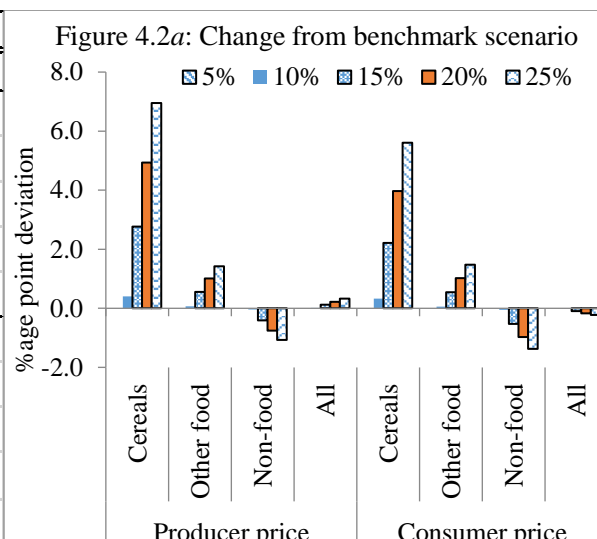 Figure 4.2a: Change from benchmark scenario
8.0
5% 10% 15% 20% 25%
6.0
4.0
2.0
0.0
-2.0
%age point deviation
Cereals
Other food
Non-food
All
Cereals
Other food
Non-food
All
Producer price
Consumer price